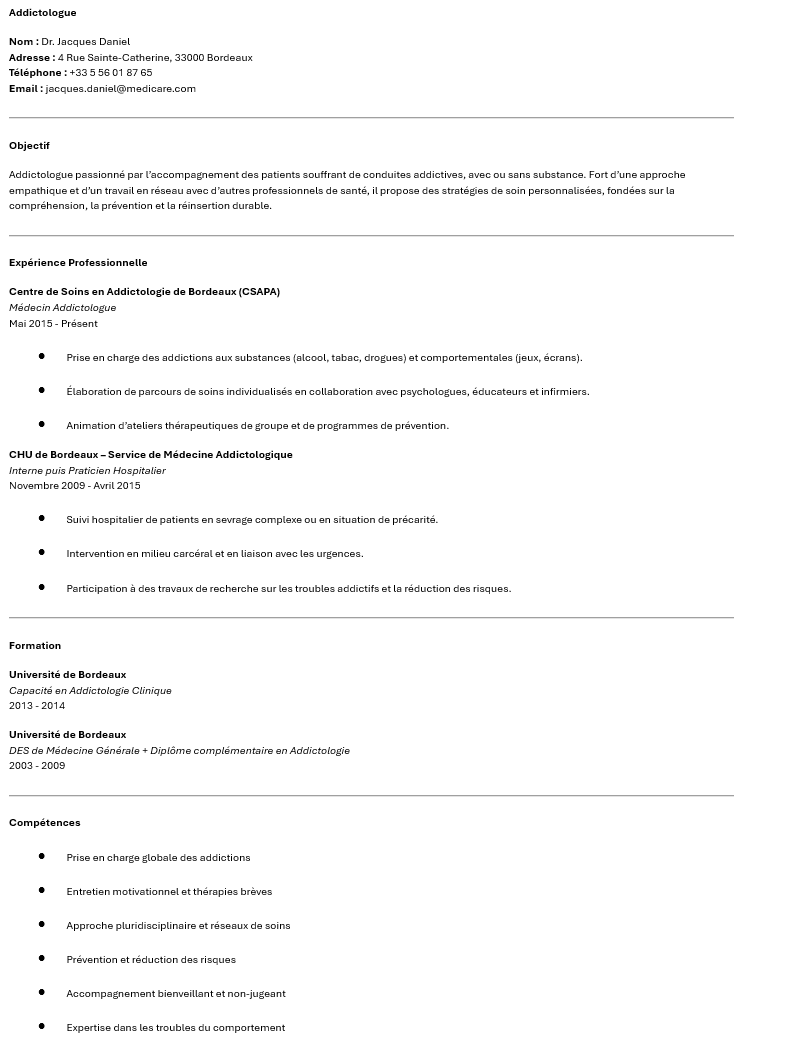 Addictologue
Nom : Dr. Jacques Daniel
Adresse : 4 Rue Sainte-Catherine, 33000 Bordeaux
Téléphone : +33 5 56 01 87 65
Email : jacques.daniel@medicare.com
Objectif
Addictologue passionné par l’accompagnement des patients souffrant de conduites addictives, avec ou sans substance. Fort d’une approche
empathique et d’un travail en réseau avec d’autres professionnels de santé, il propose des stratégies de soin personnalisées, fondées sur la
compréhension, la prévention et la réinsertion durable.
Expérience Professionnelle
Centre de Soins en Addictologie de Bordeaux (CSAPA)
Médecin Addictologue
Mai 2015 - Présent
● Prise en charge des addictions aux substances (alcool, tabac, drogues) et comportementales (jeux, écrans).
● Élaboration de parcours de soins individualisés en collaboration avec psychologues, éducateurs et infirmiers.
● Animation d’ateliers thérapeutiques de groupe et de programmes de prévention.
CHU de Bordeaux – Service de Médecine Addictologique
Interne puis Praticien Hospitalier
Novembre 2009 - Avril 2015
● Suivi hospitalier de patients en sevrage complexe ou en situation de précarité.
● Intervention en milieu carcéral et en liaison avec les urgences.
● Participation à des travaux de recherche sur les troubles addictifs et la réduction des risques.
Formation
Université de Bordeaux
Capacité en Addictologie Clinique
2013 - 2014
Université de Bordeaux
DES de Médecine Générale + Diplôme complémentaire en Addictologie
2003 - 2009
Compétences
● Prise en charge globale des addictions
● Entretien motivationnel et thérapies brèves
● Approche pluridisciplinaire et réseaux de soins
● Prévention et réduction des risques
● Accompagnement bienveillant et non-jugeant
● Expertise dans les troubles du comportement